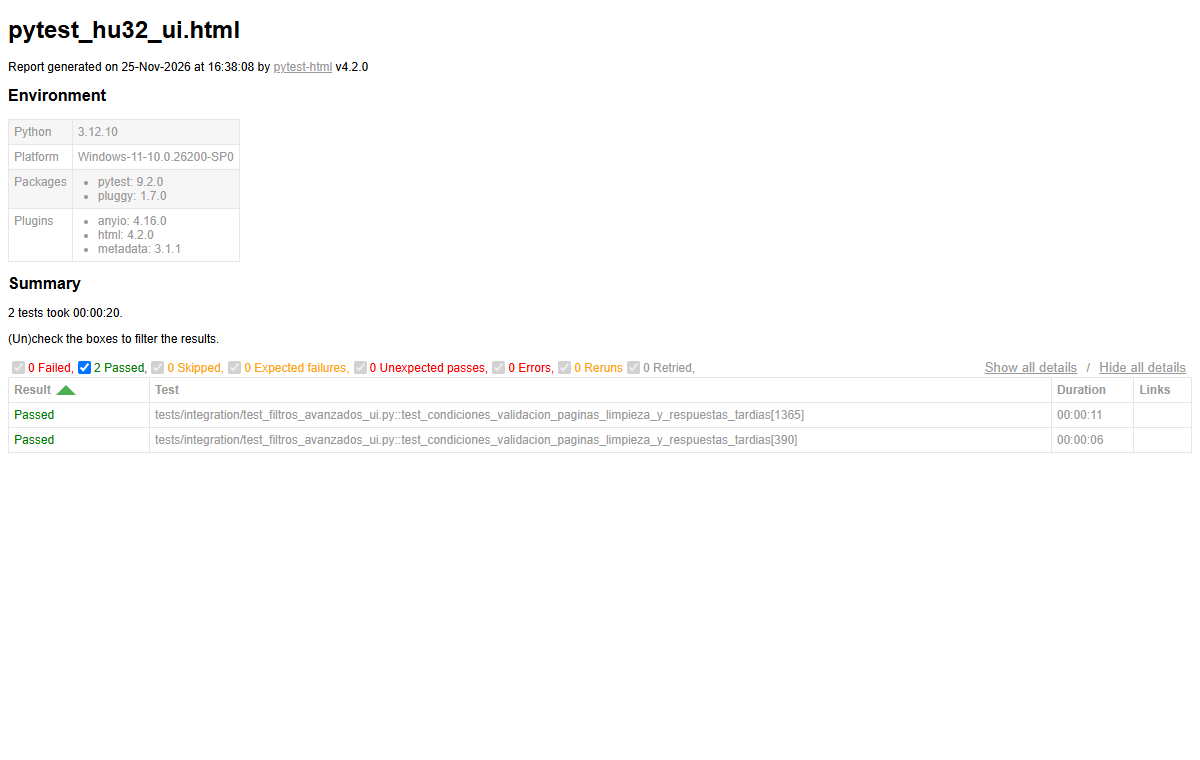 pytest_hu32_ui.html
Report generated on 25-Nov-2026 at 16:38:08 by pytest-html v4.2.0
Environment
Python 3.12.10
Platform Windows-11-10.0.26200-SP0
Packages
• pytest: 9.2.0
• pluggy: 1.7.0
Plugins
• anyio: 4.16.0
• html: 4.2.0
• metadata: 3.1.1
Summary
2 tests took 00:00:20.
(Un)check the boxes to filter the results.
0 Failed, 2 Passed, 0 Skipped, 0 Expected failures, 0 Unexpected passes, 0 Errors, 0 Reruns 0 Retried, Show all details / Hide all details
Result Test Duration Links
Passed tests/integration/test_filtros_avanzados_ui.py::test_condiciones_validacion_paginas_limpieza_y_respuestas_tardias[1365] 00:00:11
Passed tests/integration/test_filtros_avanzados_ui.py::test_condiciones_validacion_paginas_limpieza_y_respuestas_tardias[390] 00:00:06